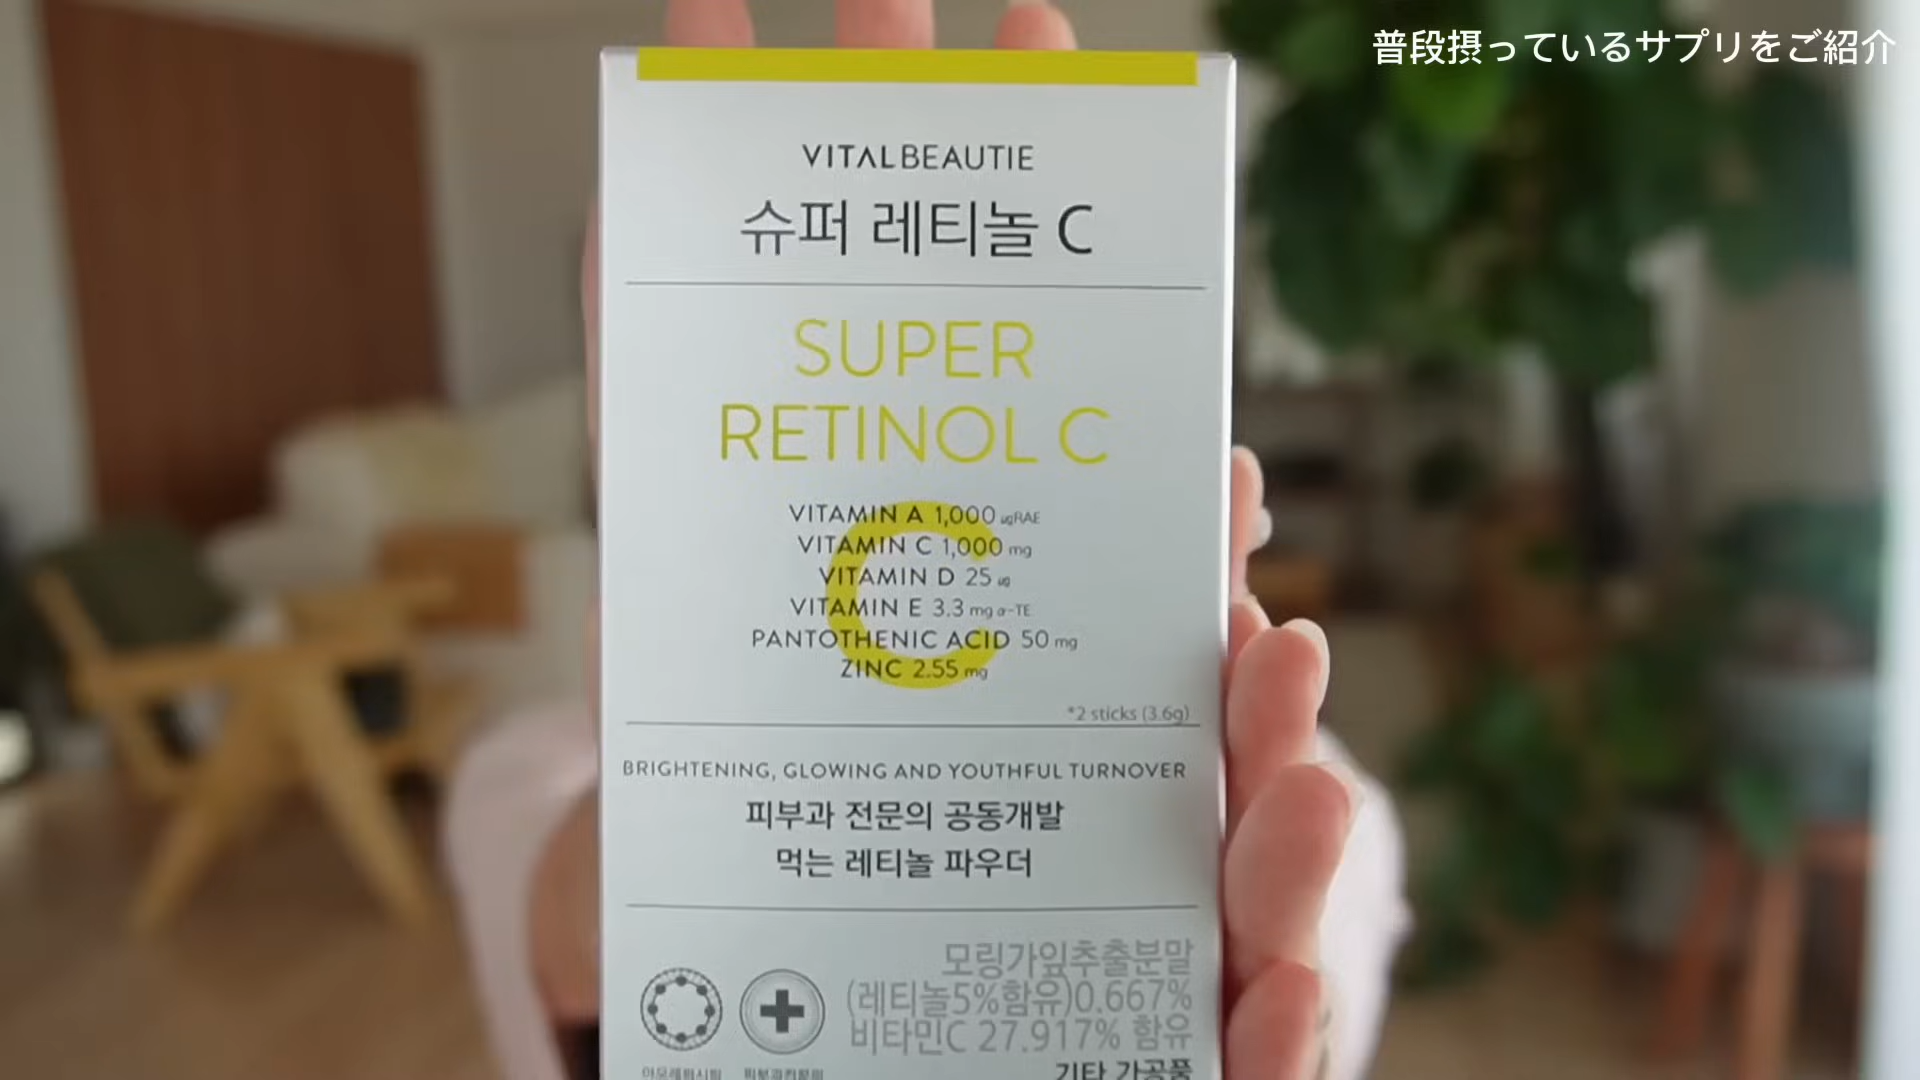 普段摂っているサプリをご紹介
VITALBEAUTIE
슈퍼 레티놀 C
SUPER
RETINOL C
VITAMIN A 1,000 µgRAE
VITAMIN C 1,000 mg
VITAMIN D 25 µg
VITAMIN E 3.3 mg α-TE
PANTOTHENIC ACID 50 mg
ZINC 2.55 mg
*2 sticks (3.6g)
BRIGHTENING, GLOWING AND YOUTHFUL TURNOVER
피부과 전문의 공동개발
먹는 레티놀 파우더
모링가잎추출분말
(레티놀5%함유)0.667%
비타민C 27.917% 함유
기타 가공품